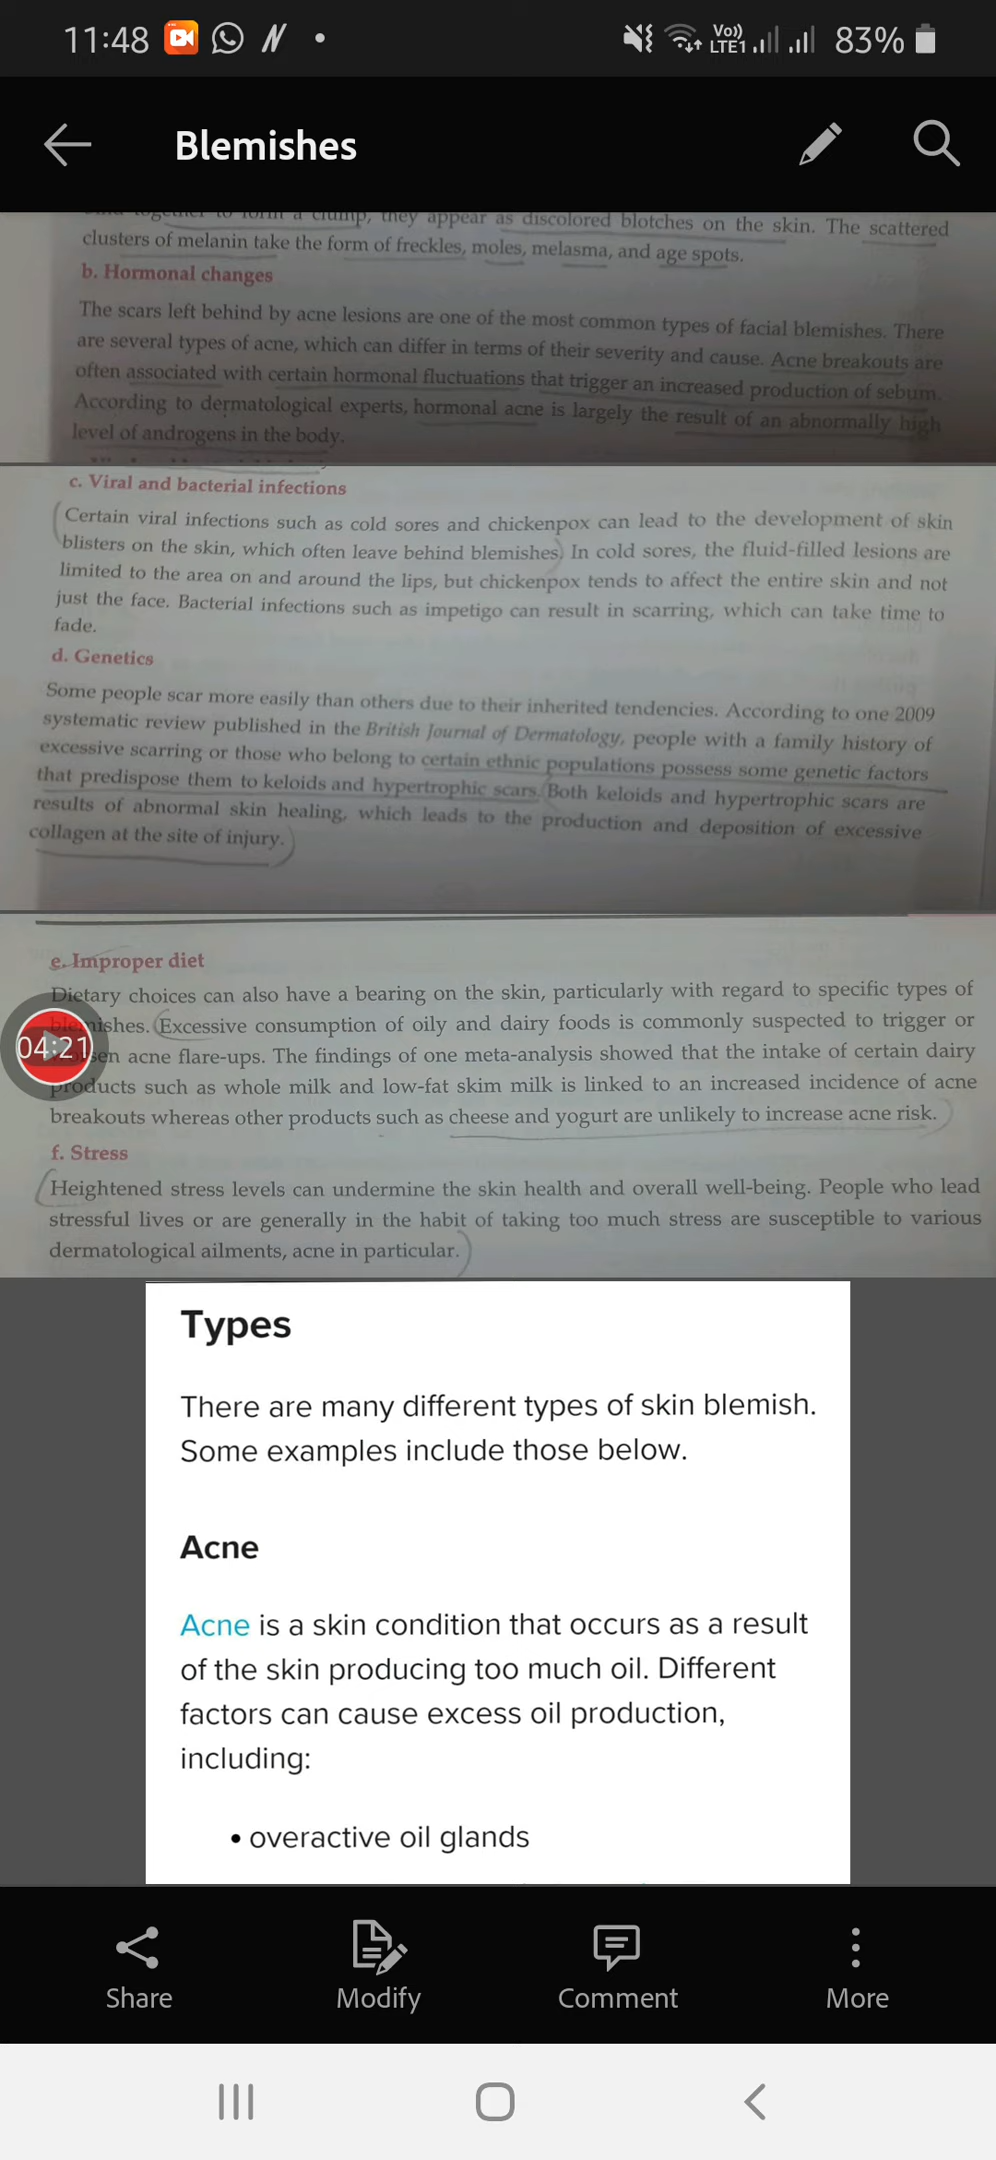 11:48
Vo)) LTE1 83%
Blemishes
together to form a clump, they appear as discolored blotches on the skin. The scattered
clusters of melanin take the form of freckles, moles, melasma, and age spots.
b. Hormonal changes
The scars left behind by acne lesions are one of the most common types of facial blemishes. There
are several types of acne, which can differ in terms of their severity and cause. Acne breakouts are
often associated with certain hormonal fluctuations that trigger an increased production of sebum.
According to dermatological experts, hormonal acne is largely the result of an abnormally high
level of androgens in the body.
c. Viral and bacterial infections
Certain viral infections such as cold sores and chickenpox can lead to the development of skin
blisters on the skin, which often leave behind blemishes. In cold sores, the fluid-filled lesions are
limited to the area on and around the lips, but chickenpox tends to affect the entire skin and not
just the face. Bacterial infections such as impetigo can result in scarring, which can take time to
fade.
d. Genetics
Some people scar more easily than others due to their inherited tendencies. According to one 2009
systematic review published in the British Journal of Dermatology, people with a family history of
excessive scarring or those who belong to certain ethnic populations possess some genetic factors
that predispose them to keloids and hypertrophic scars. Both keloids and hypertrophic scars are
results of abnormal skin healing, which leads to the production and deposition of excessive
collagen at the site of injury.
e. Improper diet
Dietary choices can also have a bearing on the skin, particularly with regard to specific types of
blemishes. Excessive consumption of oily and dairy foods is commonly suspected to trigger or
04:21
acne flare-ups. The findings of one meta-analysis showed that the intake of certain dairy
products such as whole milk and low-fat skim milk is linked to an increased incidence of acne
breakouts whereas other products such as cheese and yogurt are unlikely to increase acne risk.
f. Stress
Heightened stress levels can undermine the skin health and overall well-being. People who lead
stressful lives or are generally in the habit of taking too much stress are susceptible to various
dermatological ailments, acne in particular.
Types
There are many different types of skin blemish.
Some examples include those below.
Acne
Acne is a skin condition that occurs as a result
of the skin producing too much oil. Different
factors can cause excess oil production,
including:
• overactive oil glands
Share
Modify
Comment
More